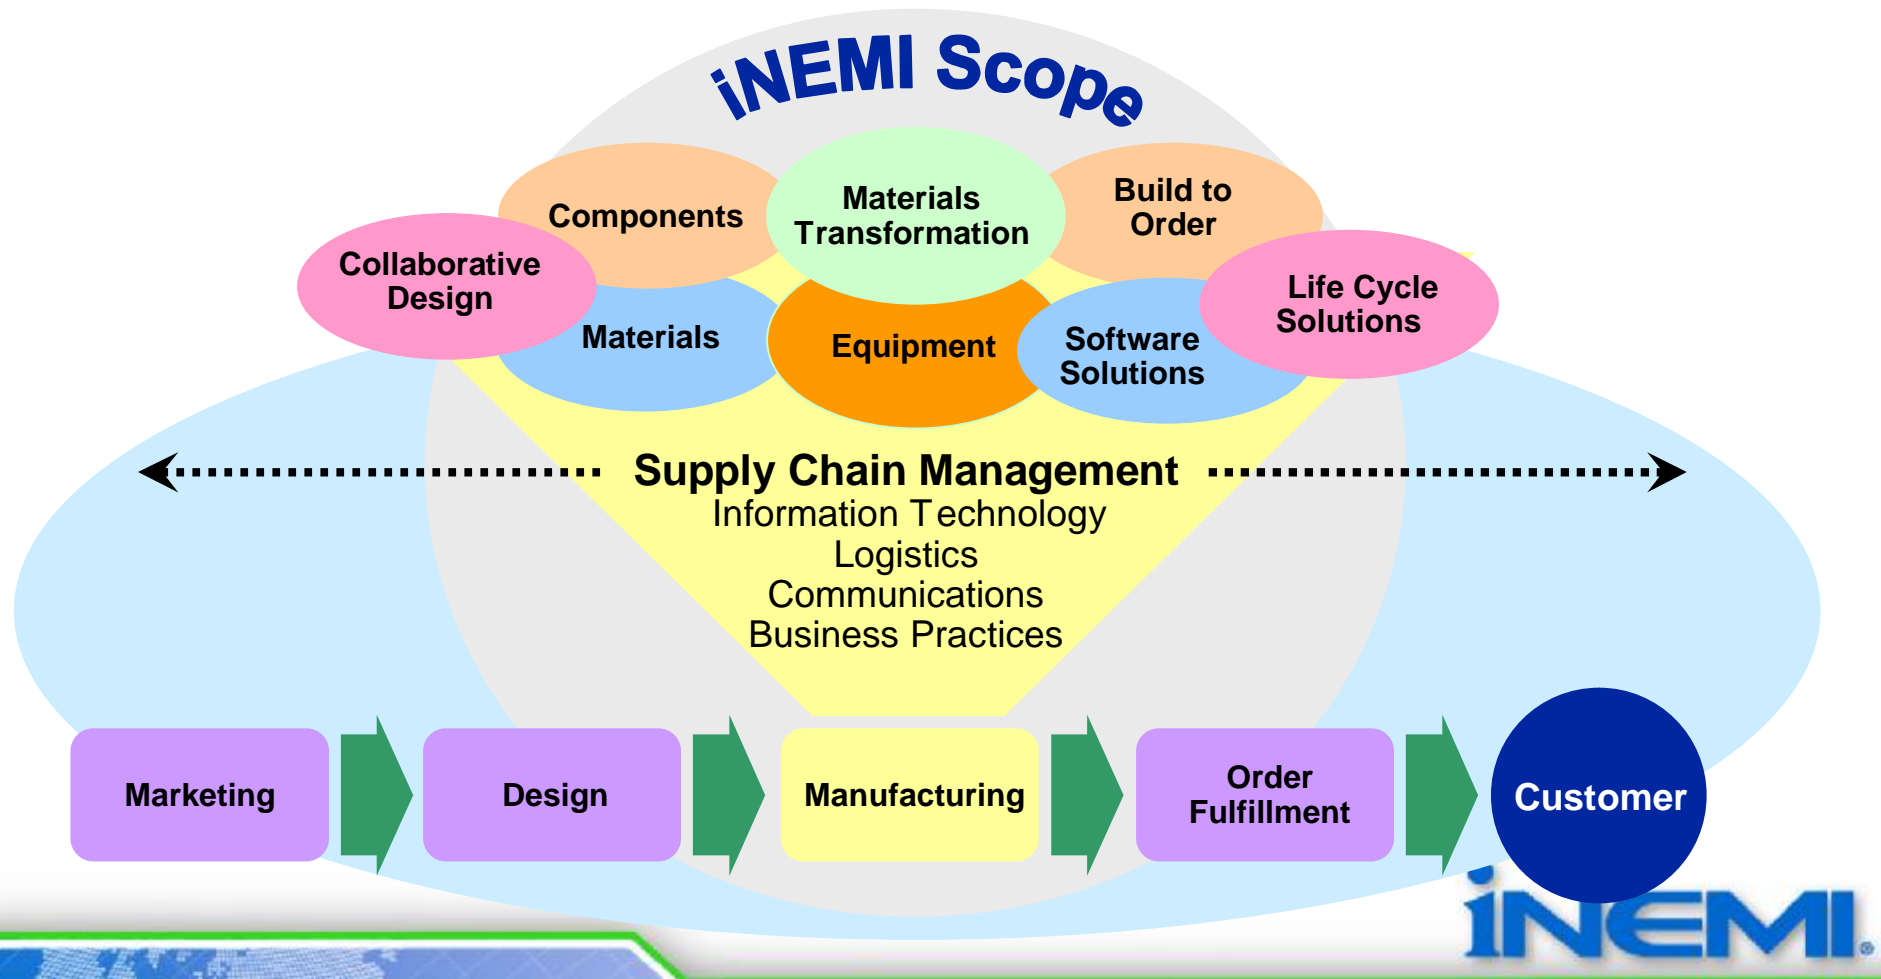 iNEMI Scope
Components
Materials
Transformation
Build to
Order
Collaborative
Design
Life Cycle
Solutions
Materials
Equipment
Software
Solutions
Supply Chain Management
Information Technology
Logistics
Communications
Business Practices
Marketing
Design
Manufacturing
Order
Fulfillment
Customer
iNEMI®